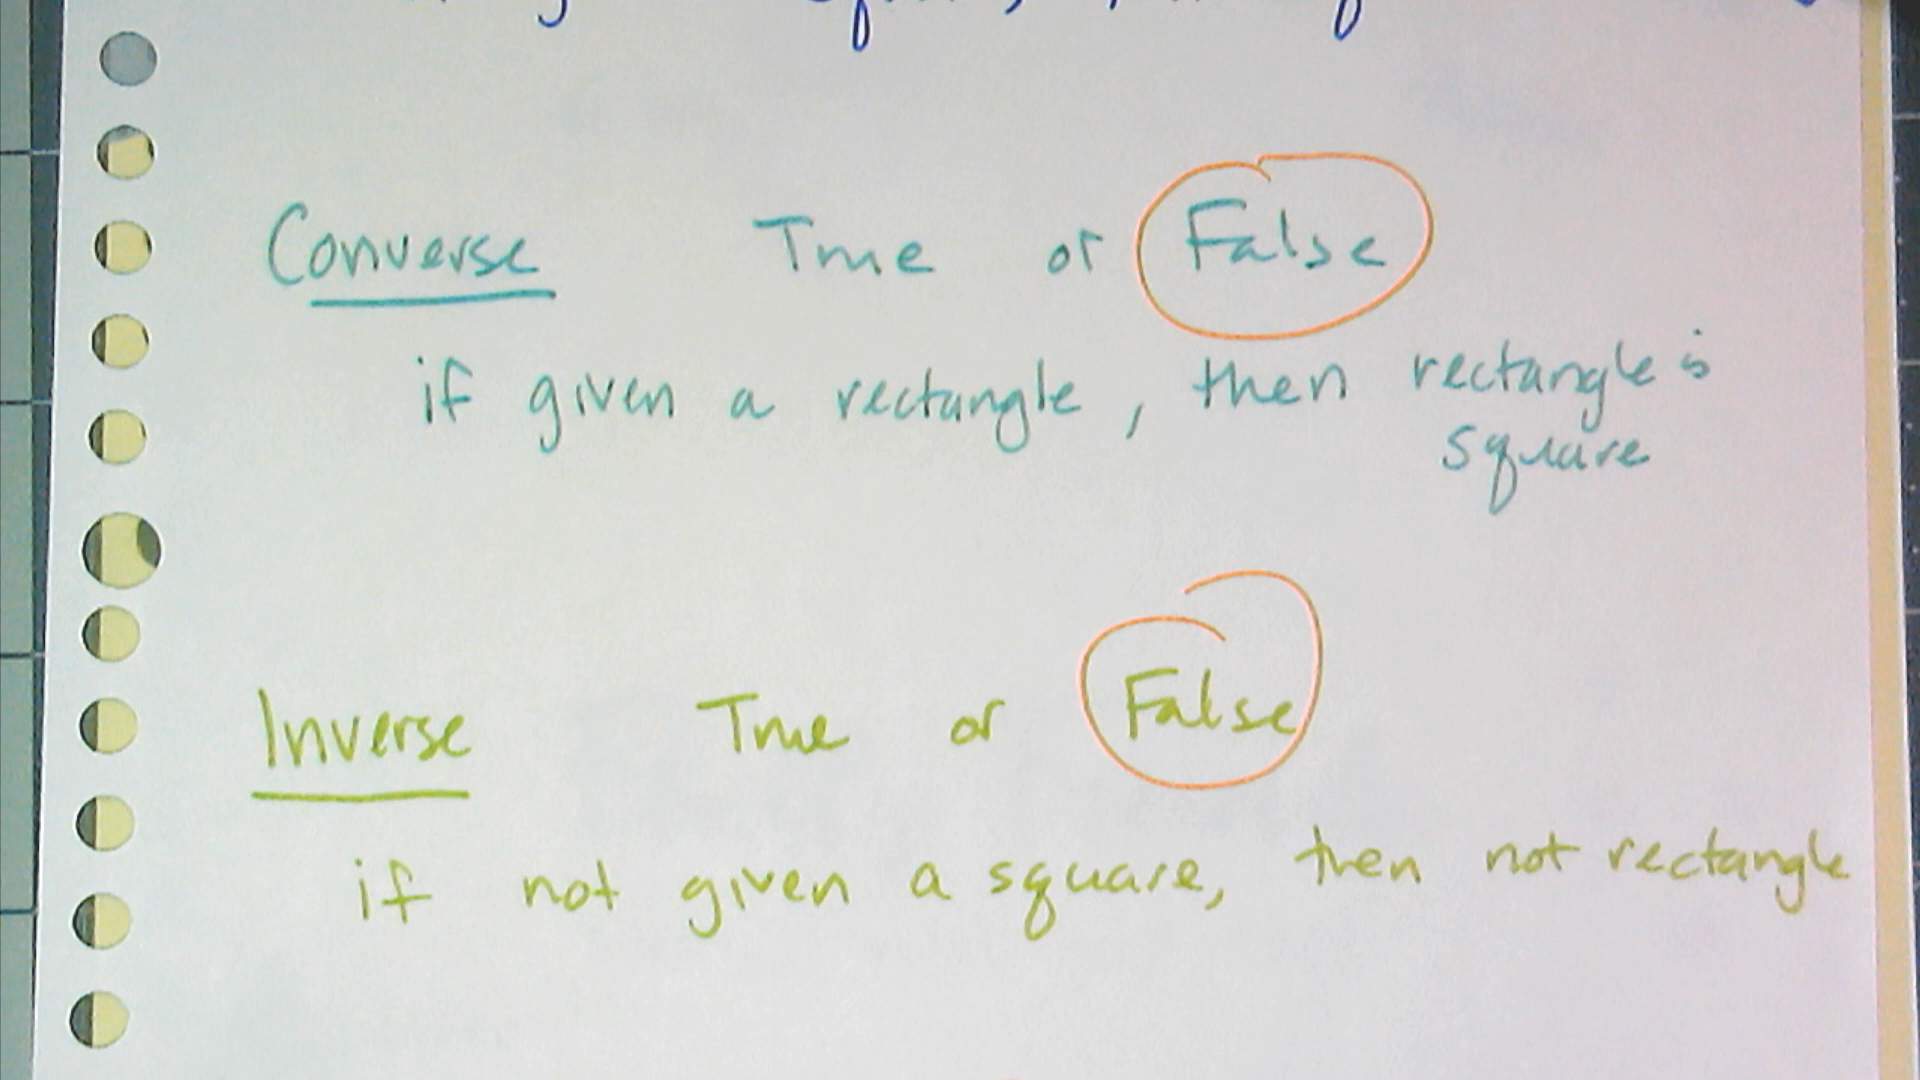 Converse True or False
if given a rectangle, then rectangle is
square
Inverse True or False
if not given a square, then not rectangle